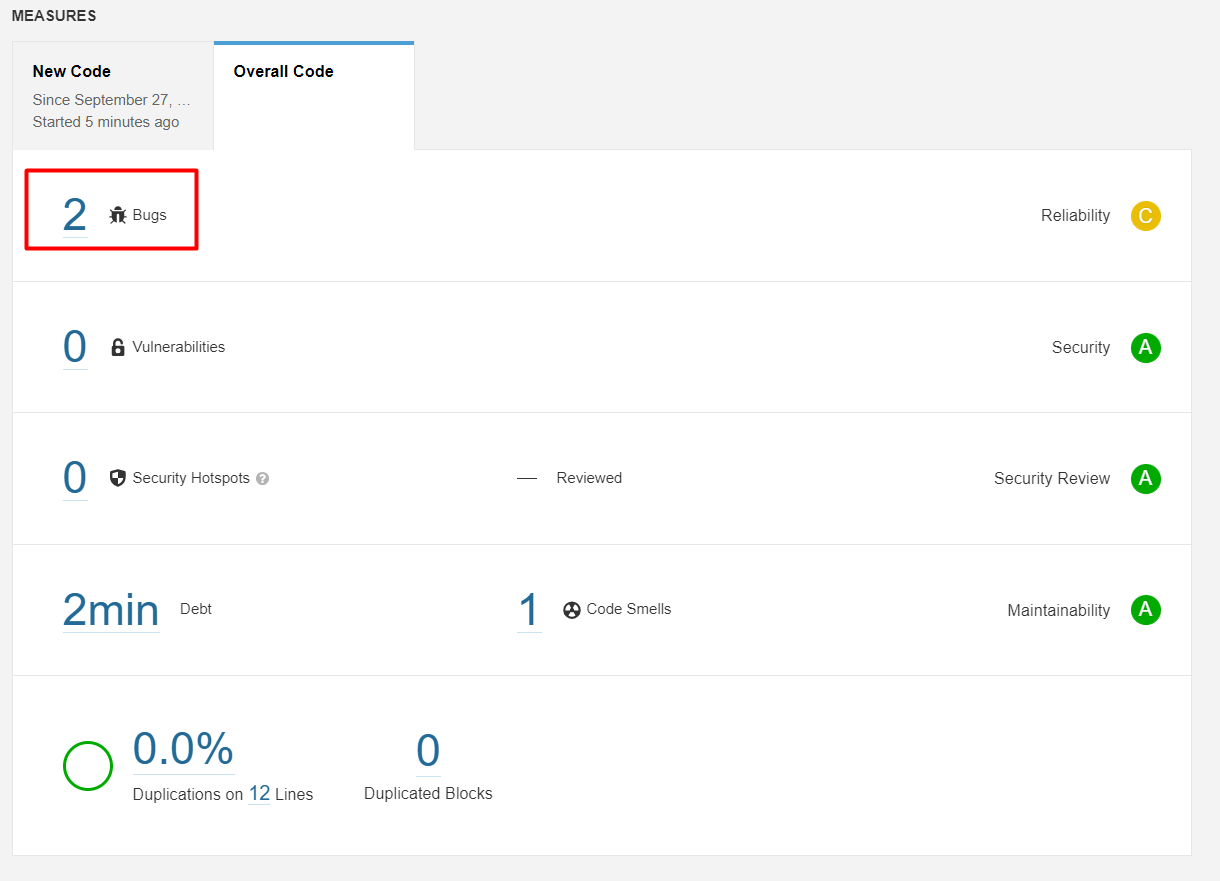 MEASURES
New Code
Since September 27, ...
Started 5 minutes ago
Overall Code
2 Bugs
Reliability C
0 Vulnerabilities
Security A
0 Security Hotspots ?
— Reviewed
Security Review A
2min Debt
1 Code Smells
Maintainability A
0.0%
Duplications on 12 Lines
0
Duplicated Blocks